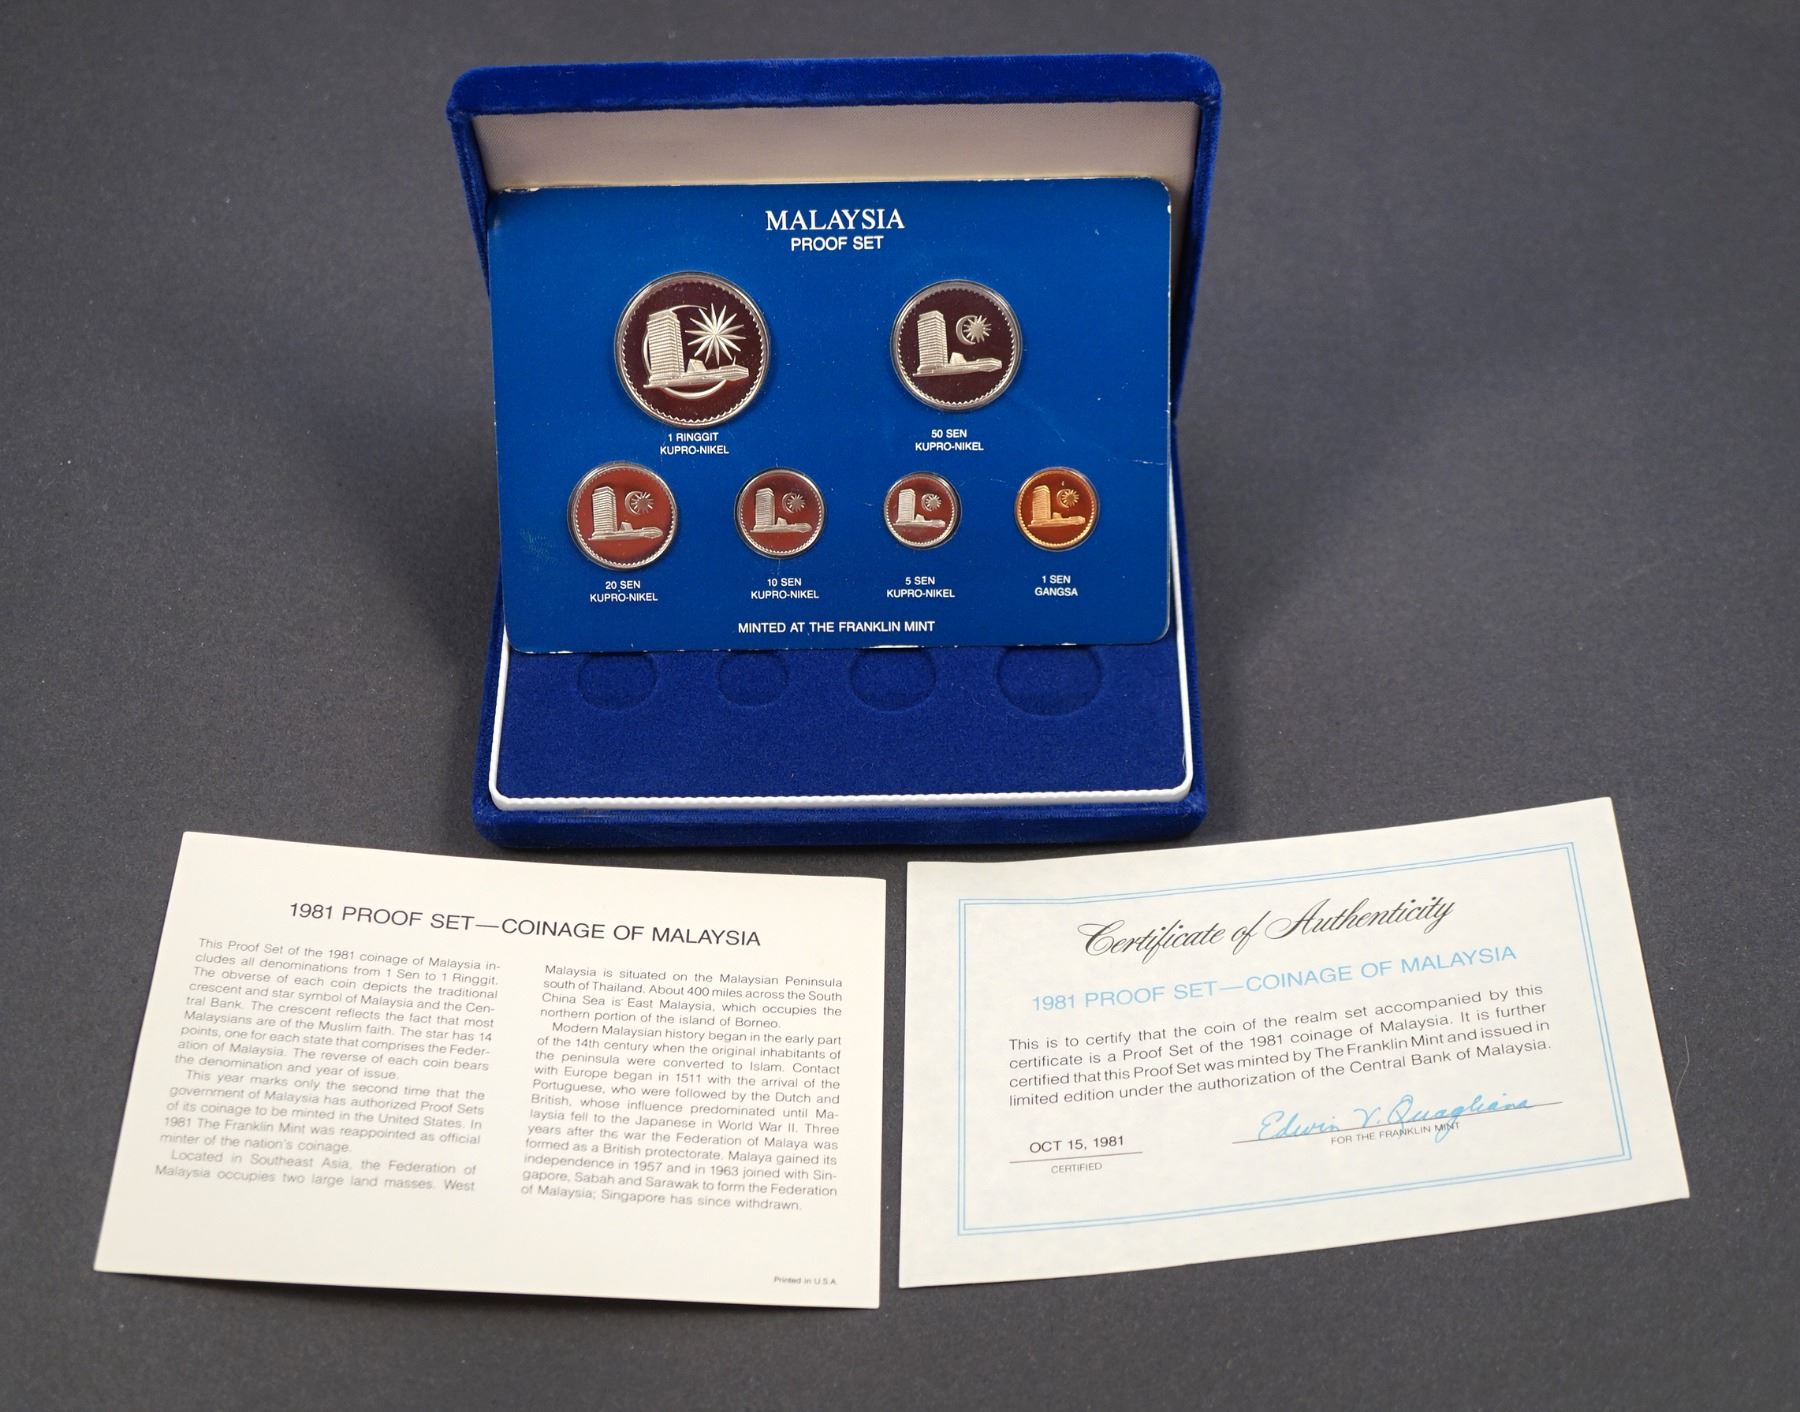 MALAYSIA
PROOF SET
1 RINGGIT
KUPRO-NIKEL
50 SEN
KUPRO-NIKEL
20 SEN
KUPRO-NIKEL
10 SEN
KUPRO-NIKEL
5 SEN
KUPRO-NIKEL
1 SEN
GANGSA
MINTED AT THE FRANKLIN MINT
1981 PROOF SET—COINAGE OF MALAYSIA
This Proof Set of the 1981 coinage of Malaysia in-
cludes all denominations from 1 Sen to 1 Ringgit.
The obverse of each coin depicts the traditional
crescent and star symbol of Malaysia and the Cen-
tral Bank. The crescent reflects the fact that most
Malaysians are of the Muslim faith. The star has 14
points, one for each state that comprises the Feder-
ation of Malaysia. The reverse of each coin bears
the denomination and year of issue.
This year marks only the second time that the
government of Malaysia has authorized Proof Sets
of its coinage to be minted in the United States. In
1981 The Franklin Mint was reappointed as official
minter of the nation's coinage.
Located in Southeast Asia, the Federation of
Malaysia occupies two large land masses. West
Malaysia is situated on the Malaysian Peninsula
south of Thailand. About 400 miles across the South
China Sea is East Malaysia, which occupies the
northern portion of the island of Borneo.
Modern Malaysian history began in the early part
of the 14th century when the original inhabitants of
the peninsula were converted to Islam. Contact
with Europe began in 1511 with the arrival of the
Portuguese, who were followed by the Dutch and
British, whose influence predominated until Ma-
laysia fell to the Japanese in World War II. Three
years after the war the Federation of Malaya was
formed as a British protectorate. Malaya gained its
independence in 1957 and in 1963 joined with Sin-
gapore, Sabah and Sarawak to form the Federation
of Malaysia; Singapore has since withdrawn.
Printed in U.S.A.
Certificate of Authenticity
1981 PROOF SET—COINAGE OF MALAYSIA
This is to certify that the coin of the realm set accompanied by this
certificate is a Proof Set of the 1981 coinage of Malaysia. It is further
certified that this Proof Set was minted by The Franklin Mint and issued in
limited edition under the authorization of the Central Bank of Malaysia.
Edwin V. Quagliana
OCT 15, 1981
FOR THE FRANKLIN MINT
CERTIFIED